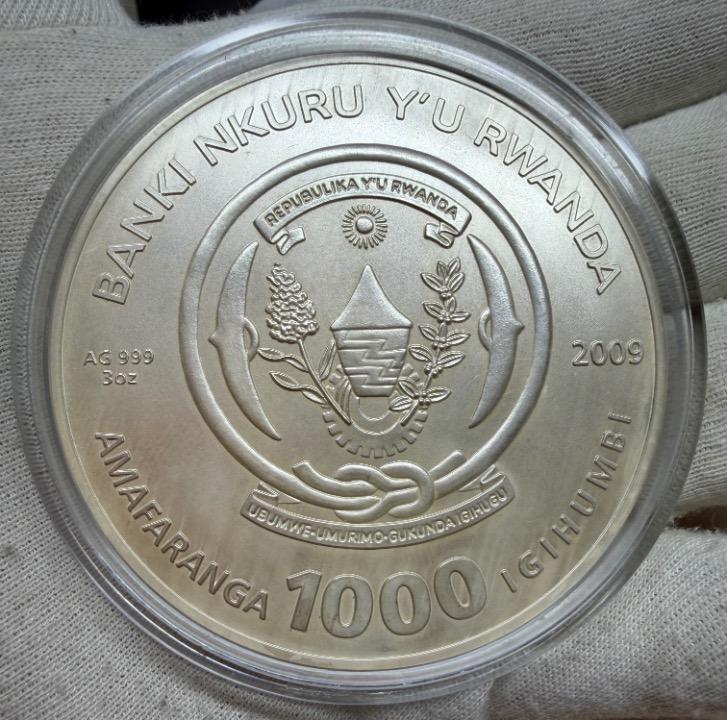 BANKI NKURU Y'U RWANDA
REPUBULIKA Y'U RWANDA
AG 999
3oz
2009
UBUMWE-UMURIMO-GUKUNDA IGIHUGU
AMAFARANGA 1000 IGIHUMBI